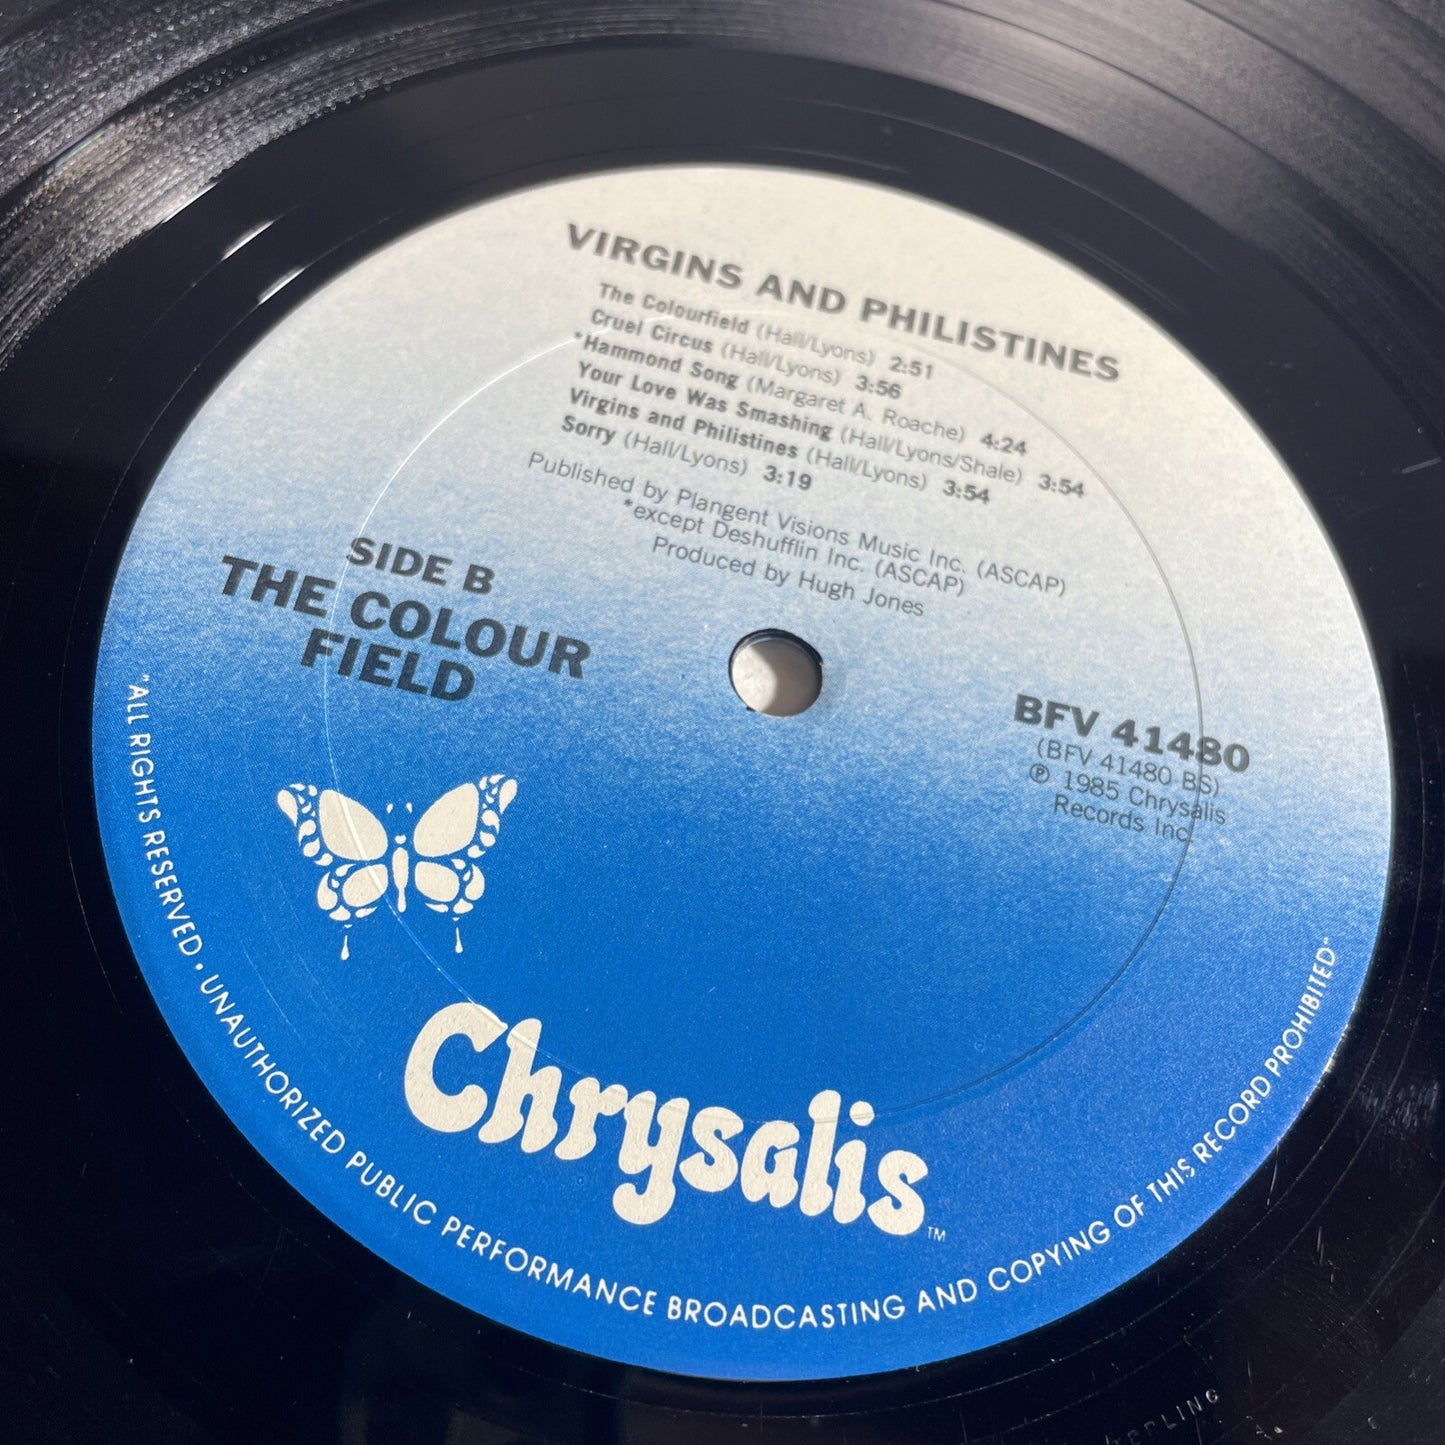 VIRGINS AND PHILISTINES
The Colourfield (Hall/Lyons) 2:51
Cruel Circus (Hall/Lyons) 3:56
*Hammond Song (Margaret A. Roache) 4:24
Your Love Was Smashing (Hall/Lyons/Shale) 3:54
Virgins and Philistines (Hall/Lyons) 3:54
Sorry (Hall/Lyons) 3:19
Published by Plangent Visions Music Inc. (ASCAP)
*except Deshufflin Inc. (ASCAP)
Produced by Hugh Jones
SIDE B
THE COLOUR
FIELD
BFV 41480
(BFV 41480 BS)
℗ 1985 Chrysalis
Records Inc.
Chrysalis™
"ALL RIGHTS RESERVED • UNAUTHORIZED PUBLIC PERFORMANCE BROADCASTING AND COPYING OF THIS RECORD PROHIBITED"